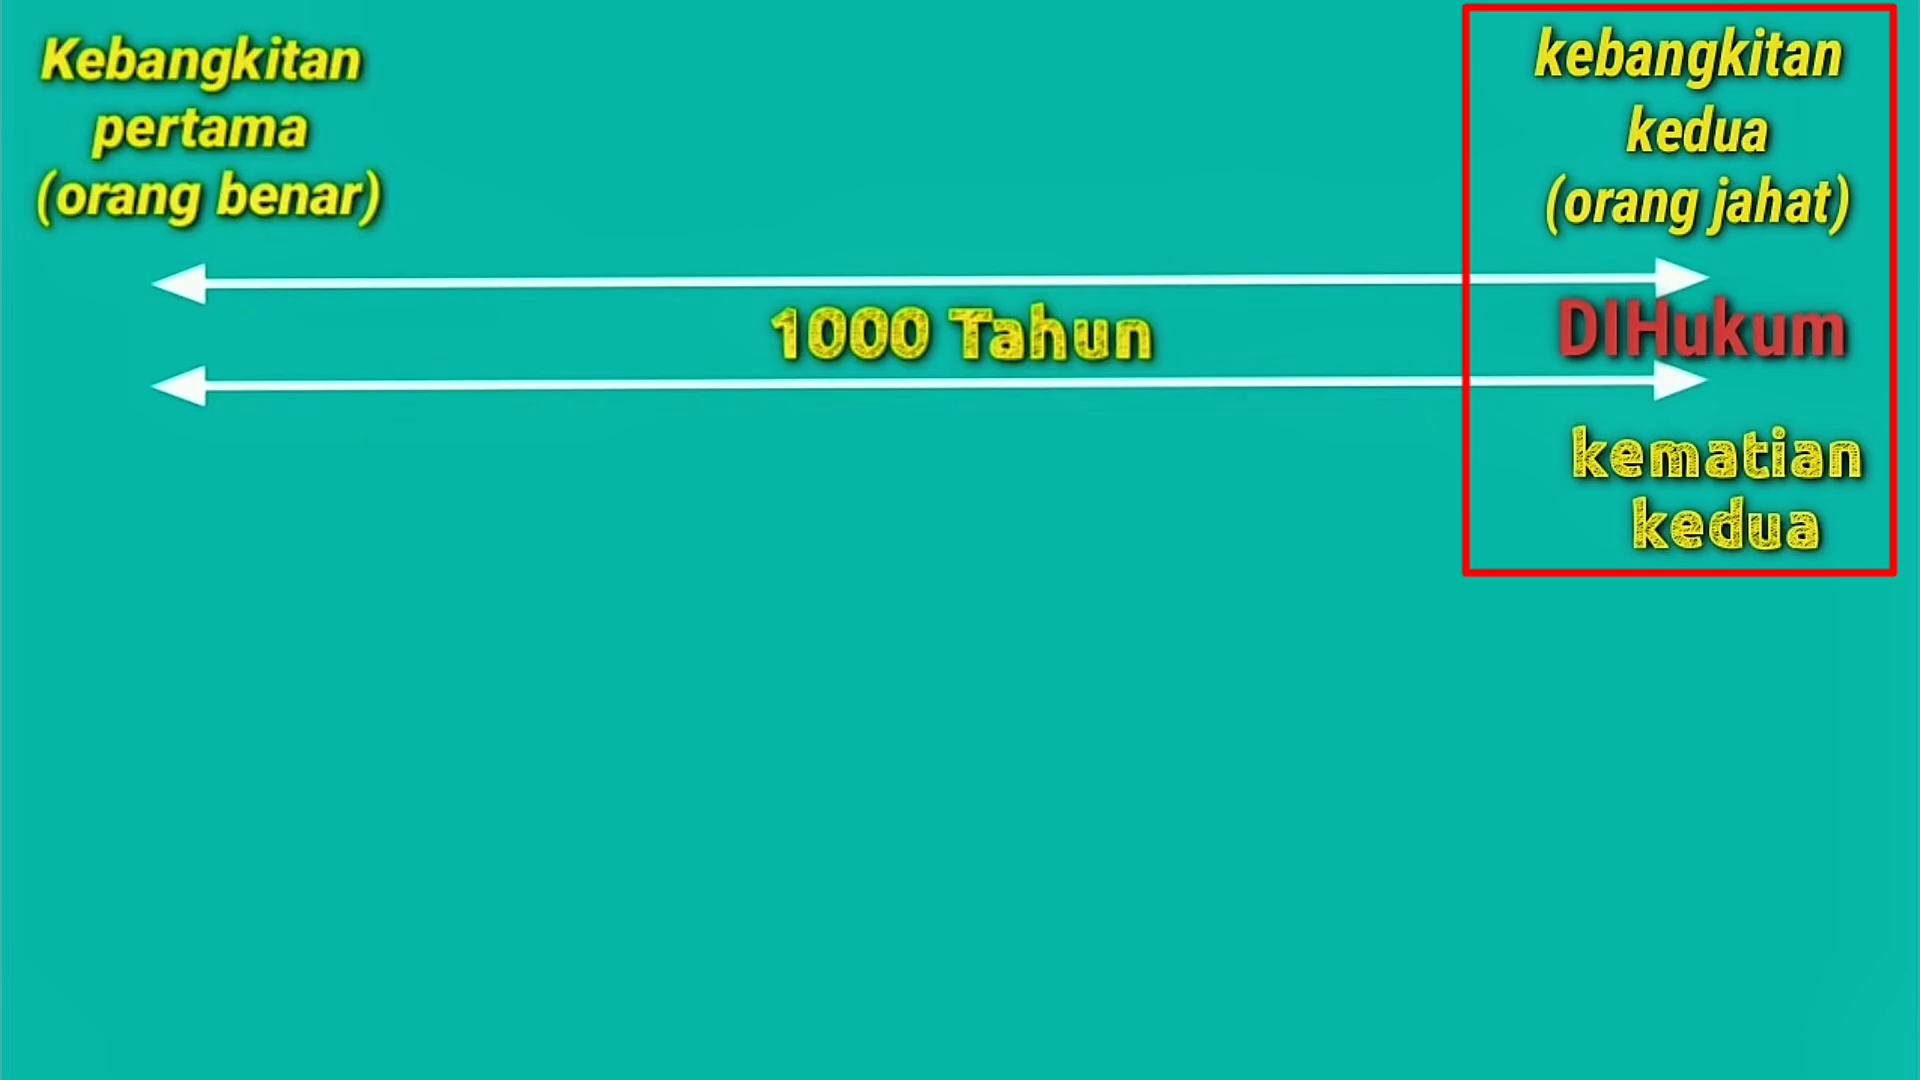 Kebangkitan
pertama
(orang benar)
1000 Tahun
kebangkitan
kedua
(orang jahat)
DIHukum
kematian
kedua